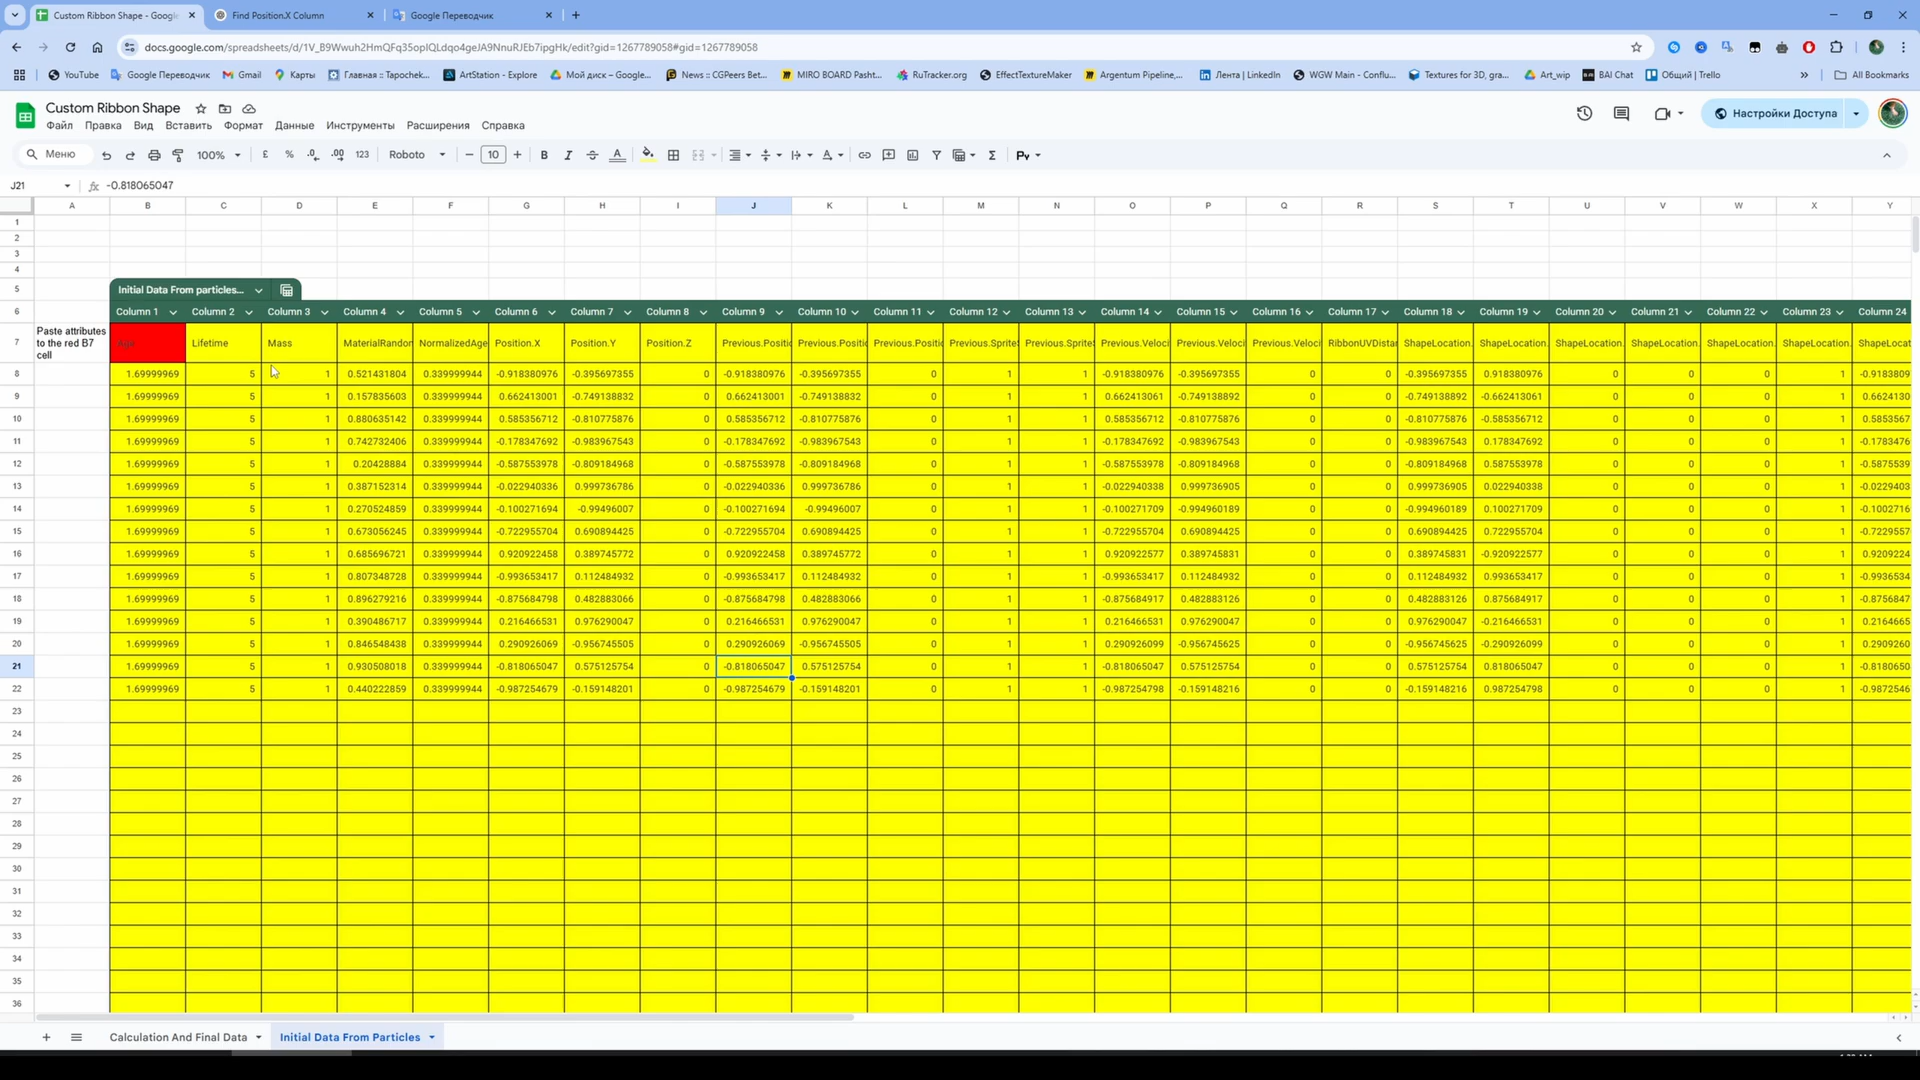 Custom Ribbon Shape - Google
Find Position.X Column
Google Переводчик
docs.google.com/spreadsheets/d/1V_B9Wwuh2HmQFq35opIQLdqo4geJA9NnuRJEb7ipgHk/edit?gid=1267789058#gid=1267789058
YouTube Google Переводчик Gmail Карты Главная :: Tapochek... ArtStation - Explore Мой диск – Google... News :: CGPeers Bet... MIRO BOARD Pasht... RuTracker.org EffectTextureMaker Argentum Pipeline,... Лента | LinkedIn WGW Main - Conflu... Textures for 3D, gra... Art_wip BAI Chat Общий | Trello All Bookmarks
Custom Ribbon Shape
Файл Правка Вид Вставить Формат Данные Инструменты Расширения Справка
Настройки Доступа
Меню 100% £ % .0 .00 123 Roboto 10
J21 fx -0.818065047
A B C D E F G H I J K L M N O P Q R S T U V W X Y
1
2
3
4
5 Initial Data From particles...
6 Column 1 Column 2 Column 3 Column 4 Column 5 Column 6 Column 7 Column 8 Column 9 Column 10 Column 11 Column 12 Column 13 Column 14 Column 15 Column 16 Column 17 Column 18 Column 19 Column 20 Column 21 Column 22 Column 23 Column 24
Paste attributes
to the red B7
cell
7 Age Lifetime Mass MaterialRandon NormalizedAge Position.X Position.Y Position.Z Previous.Positic Previous.Positic Previous.Positic Previous.Sprite Previous.Sprite Previous.Veloci Previous.Veloci Previous.Veloci RibbonUVDistar ShapeLocation. ShapeLocation. ShapeLocation. ShapeLocation. ShapeLocation. ShapeLocation. ShapeLocat
8 1.69999969 5 1 0.521431804 0.339999944 -0.918380976 -0.395697355 0 -0.918380976 -0.395697355 0 1 1 -0.918380976 -0.395697355 0 0 -0.395697355 0.918380976 0 0 0 1 -0.9183809
9 1.69999969 5 1 0.157835603 0.339999944 0.662413001 -0.749138832 0 0.662413001 -0.749138832 0 1 1 0.662413061 -0.749138892 0 0 -0.749138892 -0.662413061 0 0 0 1 0.6624130
10 1.69999969 5 1 0.880635142 0.339999944 0.585356712 -0.810775876 0 0.585356712 -0.810775876 0 1 1 0.585356712 -0.810775876 0 0 -0.810775876 -0.585356712 0 0 0 1 0.5853567
11 1.69999969 5 1 0.742732406 0.339999944 -0.178347692 -0.983967543 0 -0.178347692 -0.983967543 0 1 1 -0.178347692 -0.983967543 0 0 -0.983967543 0.178347692 0 0 0 1 -0.1783476
12 1.69999969 5 1 0.20428884 0.339999944 -0.587553978 -0.809184968 0 -0.587553978 -0.809184968 0 1 1 -0.587553978 -0.809184968 0 0 -0.809184968 0.587553978 0 0 0 1 -0.5875539
13 1.69999969 5 1 0.387152314 0.339999944 -0.022940336 0.999736786 0 -0.022940336 0.999736786 0 1 1 -0.022940338 0.999736905 0 0 0.999736905 0.022940338 0 0 0 1 -0.0229403
14 1.69999969 5 1 0.270524859 0.339999944 -0.100271694 -0.99496007 0 -0.100271694 -0.99496007 0 1 1 -0.100271709 -0.994960189 0 0 -0.994960189 0.100271709 0 0 0 1 -0.1002716
15 1.69999969 5 1 0.673056245 0.339999944 -0.722955704 0.690894425 0 -0.722955704 0.690894425 0 1 1 -0.722955704 0.690894425 0 0 0.690894425 0.722955704 0 0 0 1 -0.7229557
16 1.69999969 5 1 0.685696721 0.339999944 0.920922458 0.389745772 0 0.920922458 0.389745772 0 1 1 0.920922577 0.389745831 0 0 0.389745831 -0.920922577 0 0 0 1 0.9209224
17 1.69999969 5 1 0.807348728 0.339999944 -0.993653417 0.112484932 0 -0.993653417 0.112484932 0 1 1 -0.993653417 0.112484932 0 0 0.112484932 0.993653417 0 0 0 1 -0.9936534
18 1.69999969 5 1 0.896279216 0.339999944 -0.875684798 0.482883066 0 -0.875684798 0.482883066 0 1 1 -0.875684917 0.482883126 0 0 0.482883126 0.875684917 0 0 0 1 -0.8756847
19 1.69999969 5 1 0.390486717 0.339999944 0.216466531 0.976290047 0 0.216466531 0.976290047 0 1 1 0.216466531 0.976290047 0 0 0.976290047 -0.216466531 0 0 0 1 0.2164665
20 1.69999969 5 1 0.846548438 0.339999944 0.290926069 -0.956745505 0 0.290926069 -0.956745505 0 1 1 0.290926099 -0.956745625 0 0 -0.956745625 -0.290926099 0 0 0 1 0.2909260
21 1.69999969 5 1 0.930508018 0.339999944 -0.818065047 0.575125754 0 -0.818065047 0.575125754 0 1 1 -0.818065047 0.575125754 0 0 0.575125754 0.818065047 0 0 0 1 -0.8180650
22 1.69999969 5 1 0.440222859 0.339999944 -0.987254679 -0.159148201 0 -0.987254679 -0.159148201 0 1 1 -0.987254798 -0.159148216 0 0 -0.159148216 0.987254798 0 0 0 1 -0.9872546
23
24
25
26
27
28
29
30
31
32
33
34
35
36
Calculation And Final Data Initial Data From Particles